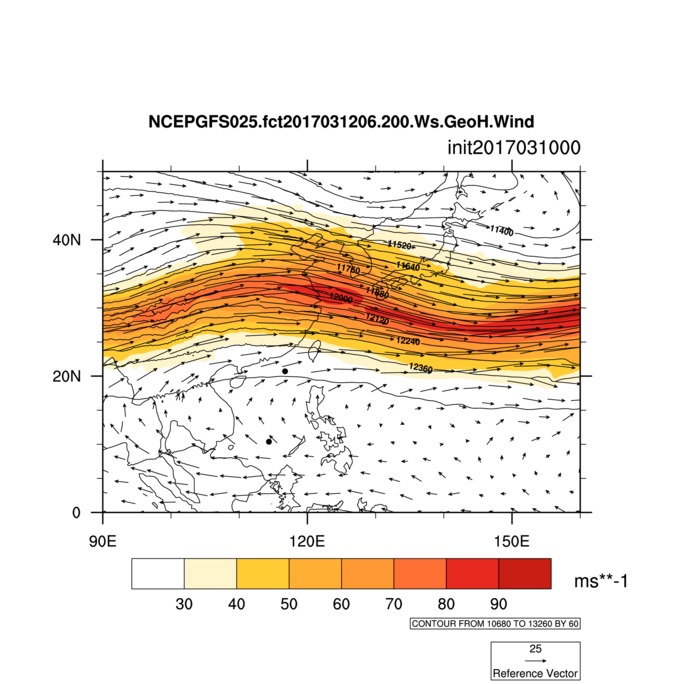 NCEPGFS025.fct2017031206.200.Ws.GeoH.Wind
init2017031000
11400
40N
11520
11640
11760
11880
12000
12120
12240
12360
20N
0
90E 120E 150E
ms**-1
30 40 50 60 70 80 90
CONTOUR FROM 10680 TO 13260 BY 60
25
Reference Vector